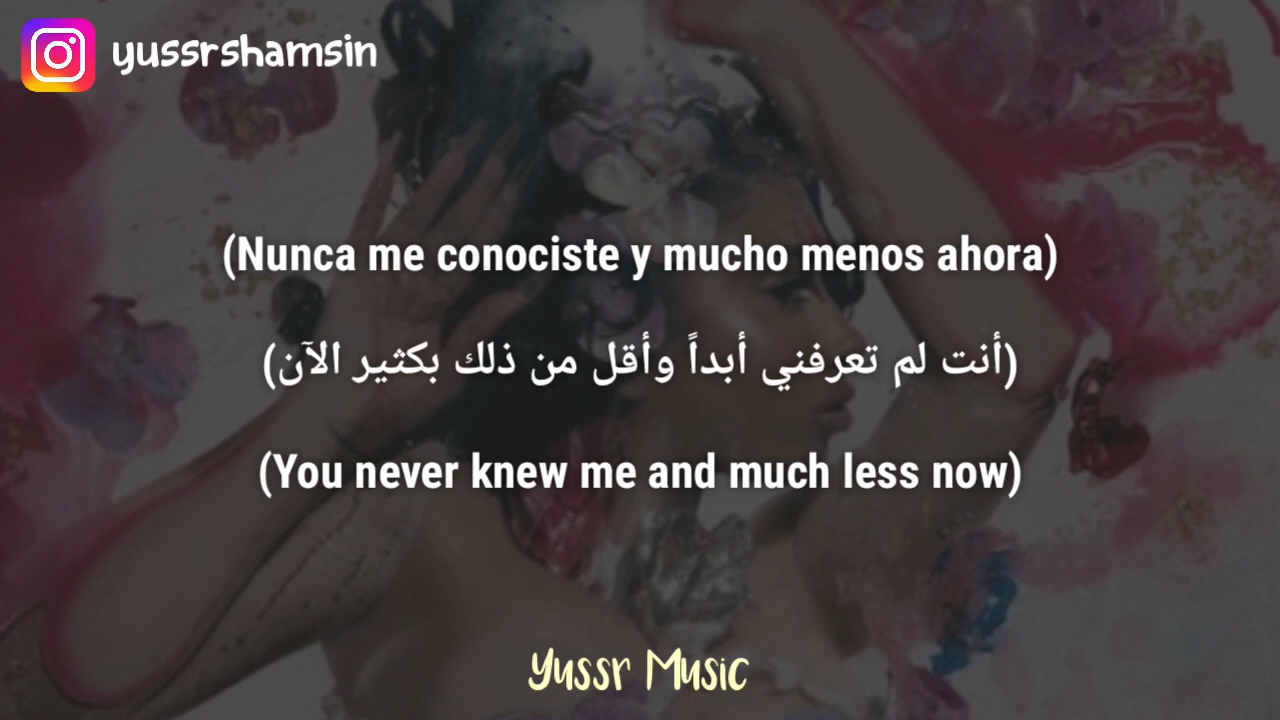 yussrshamsin
(Nunca me conociste y mucho menos ahora)
(أنت لم تعرفني أبداً وأقل من ذلك بكثير الآن)
(You never knew me and much less now)
Yussr Music